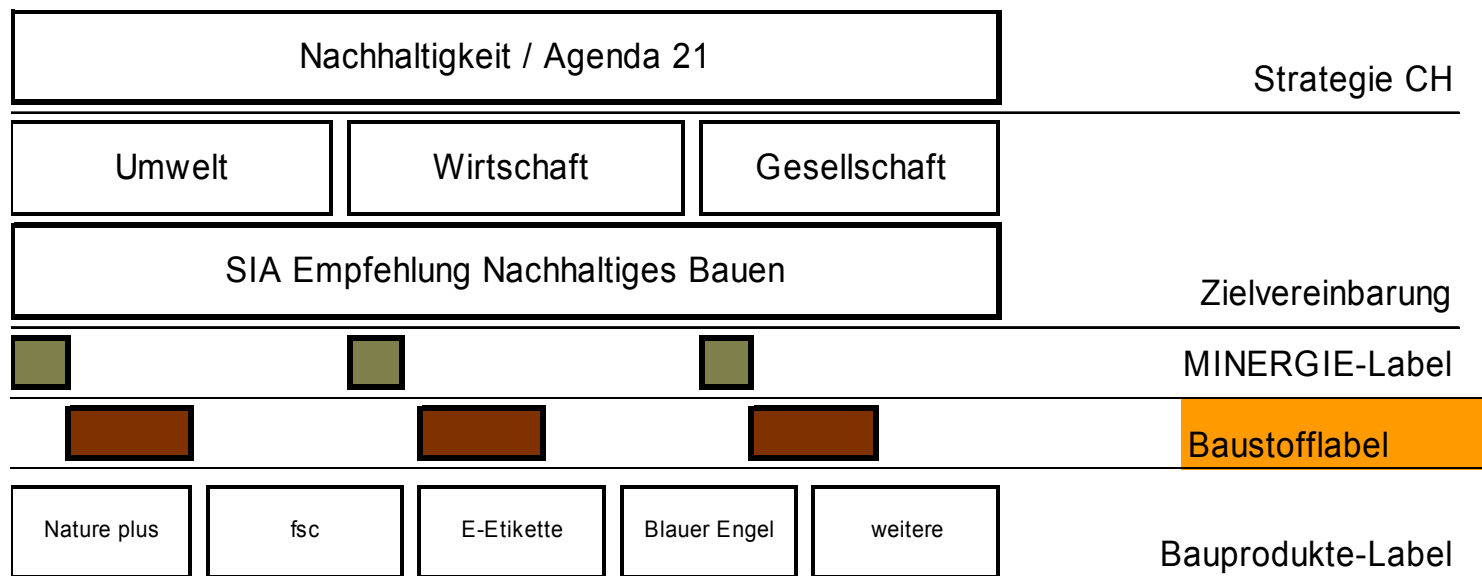 Nachhaltigkeit / Agenda 21
Strategie CH
Umwelt
Wirtschaft
Gesellschaft
SIA Empfehlung Nachhaltiges Bauen
Zielvereinbarung
MINERGIE-Label
Baustofflabel
Nature plus
fsc
E-Etikette
Blauer Engel
weitere
Bauprodukte-Label